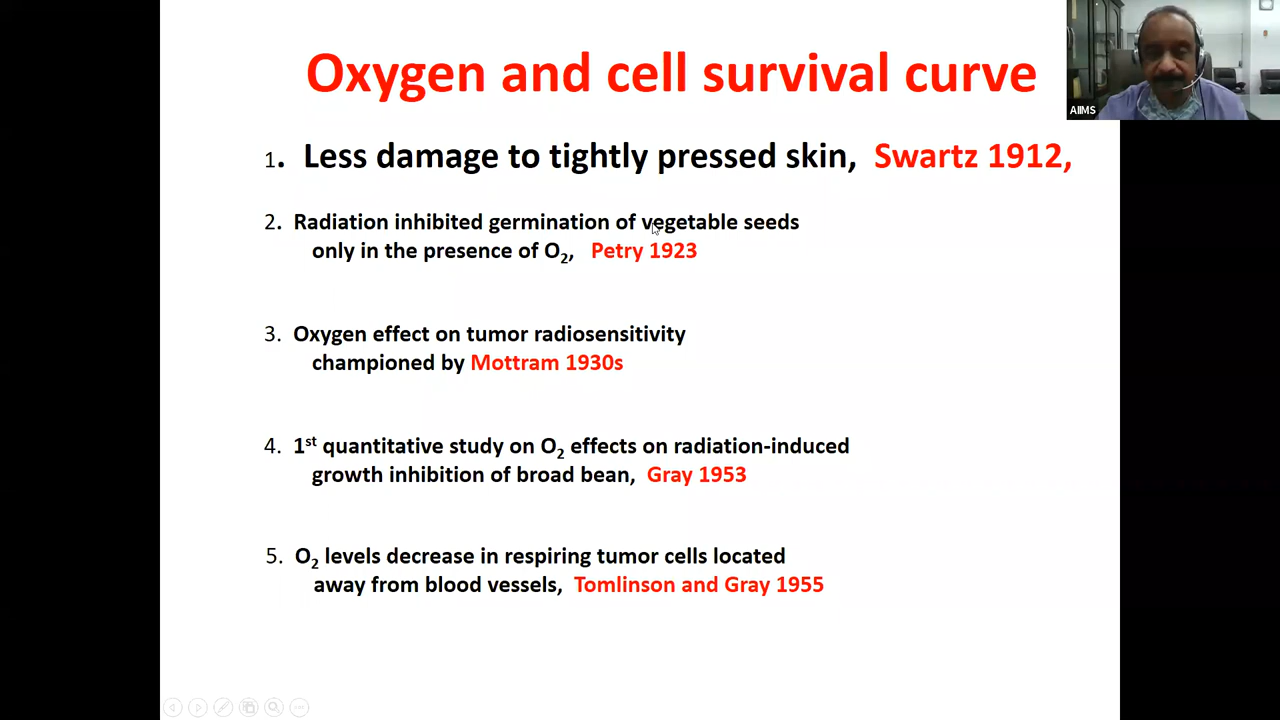 Oxygen and cell survival curve
AIIMS
1. Less damage to tightly pressed skin, Swartz 1912,
2. Radiation inhibited germination of vegetable seeds
only in the presence of O₂, Petry 1923
3. Oxygen effect on tumor radiosensitivity
championed by Mottram 1930s
4. 1st quantitative study on O₂ effects on radiation-induced
growth inhibition of broad bean, Gray 1953
5. O₂ levels decrease in respiring tumor cells located
away from blood vessels, Tomlinson and Gray 1955